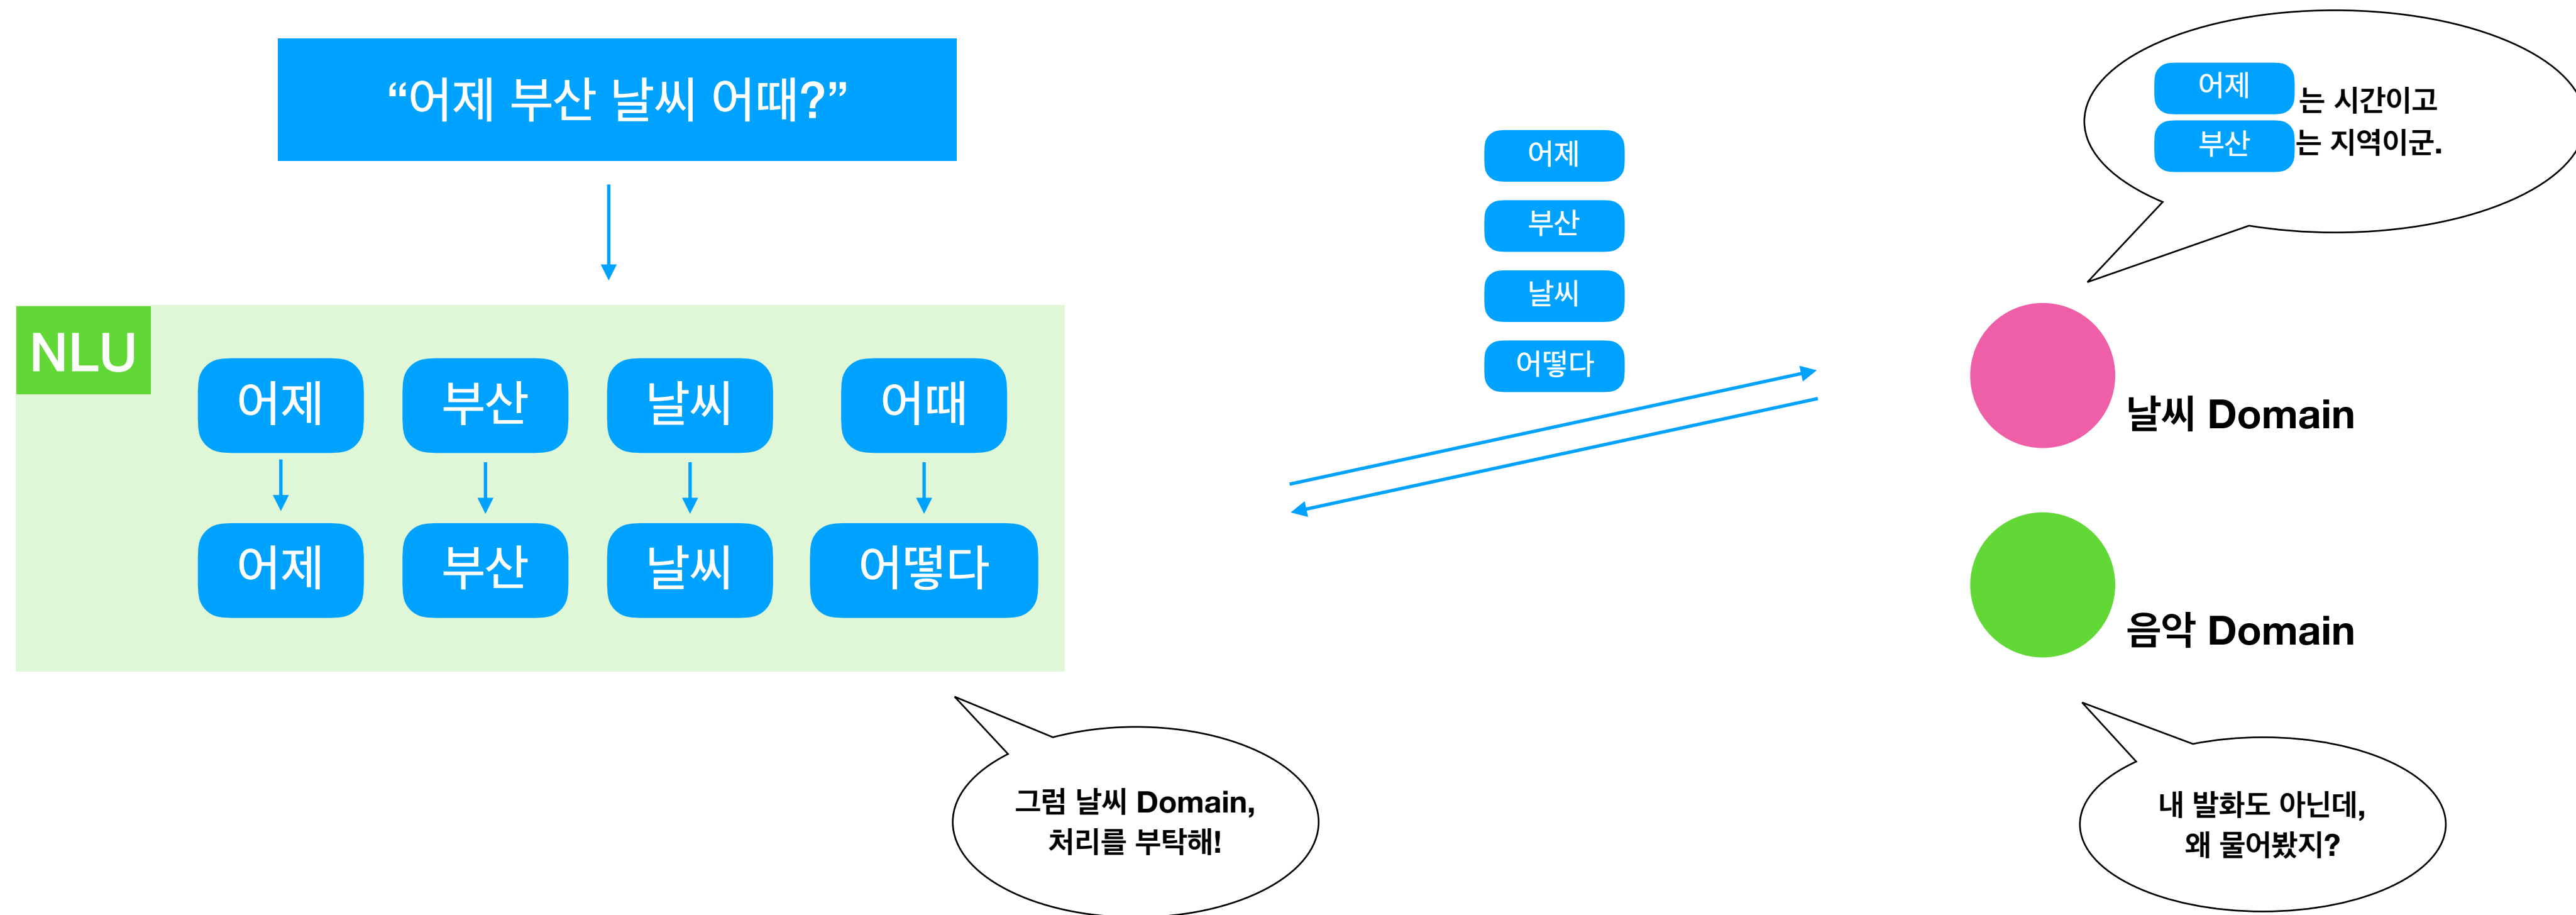 “어제 부산 날씨 어때?”
NLU
어제 부산 날씨 어때
어제 부산 날씨 어떻다
그럼 날씨 Domain,
처리를 부탁해!
어제
부산
날씨
어떻다
어제 는 시간이고
부산 는 지역이군.
날씨 Domain
음악 Domain
내 발화도 아닌데,
왜 물어봤지?